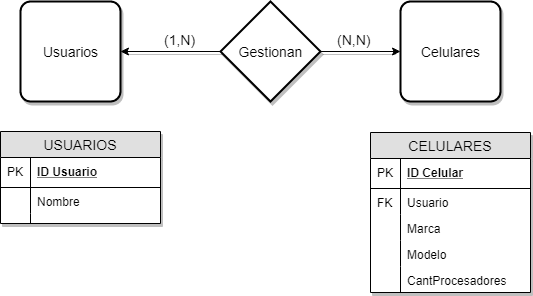 Usuarios
(1,N)
Gestionan
(N,N)
Celulares
USUARIOS
PK ID Usuario
Nombre
CELULARES
PK ID Celular
FK Usuario
Marca
Modelo
CantProcesadores